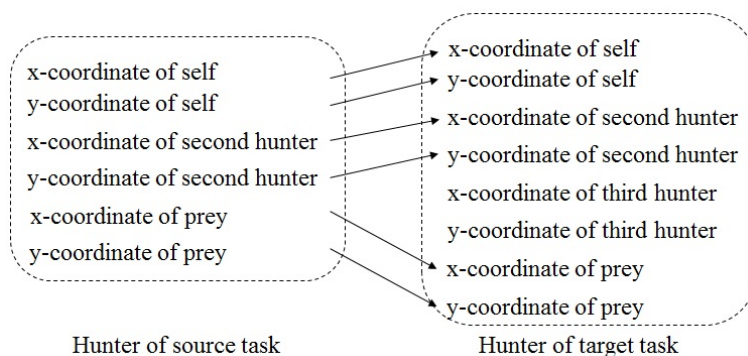 x-coordinate of self
y-coordinate of self
x-coordinate of second hunter
y-coordinate of second hunter
x-coordinate of prey
y-coordinate of prey
Hunter of source task
x-coordinate of self
y-coordinate of self
x-coordinate of second hunter
y-coordinate of second hunter
x-coordinate of third hunter
y-coordinate of third hunter
x-coordinate of prey
y-coordinate of prey
Hunter of target task